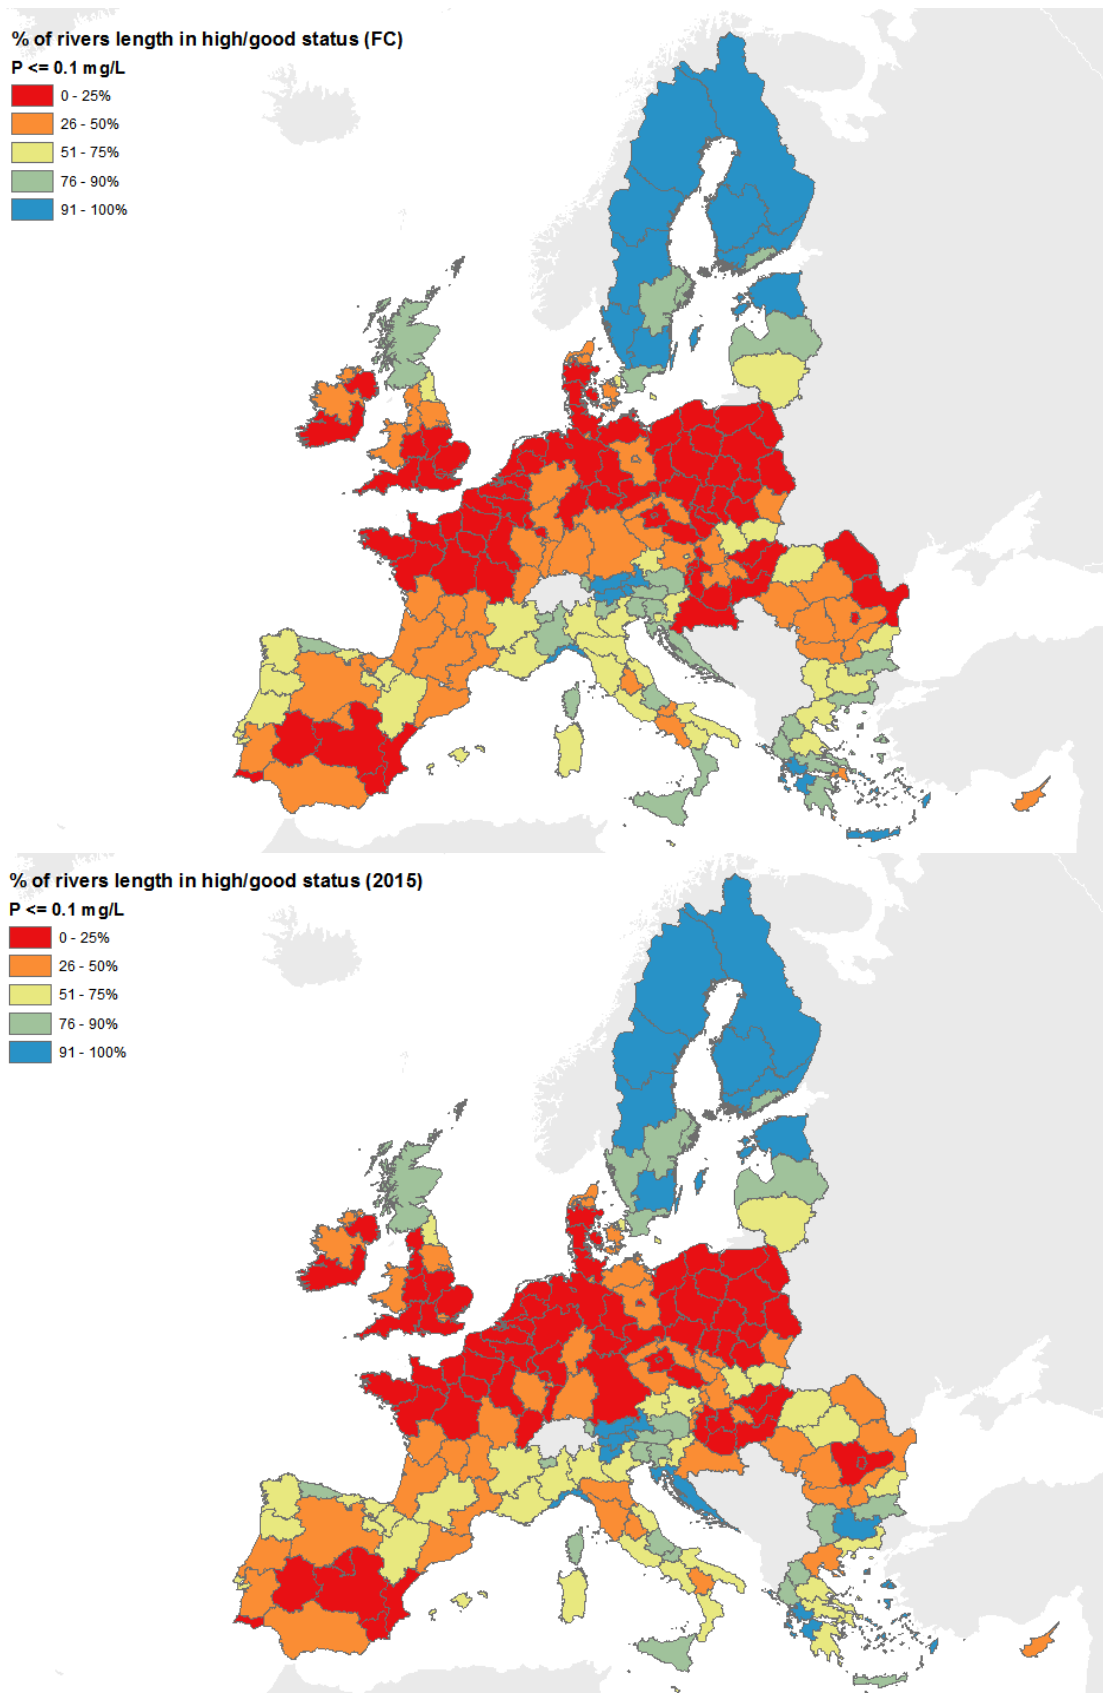 % of rivers length in high/good status (FC)
P <= 0.1 mg/L
0 - 25%
26 - 50%
51 - 75%
76 - 90%
91 - 100%
% of rivers length in high/good status (2015)
P <= 0.1 mg/L
0 - 25%
26 - 50%
51 - 75%
76 - 90%
91 - 100%